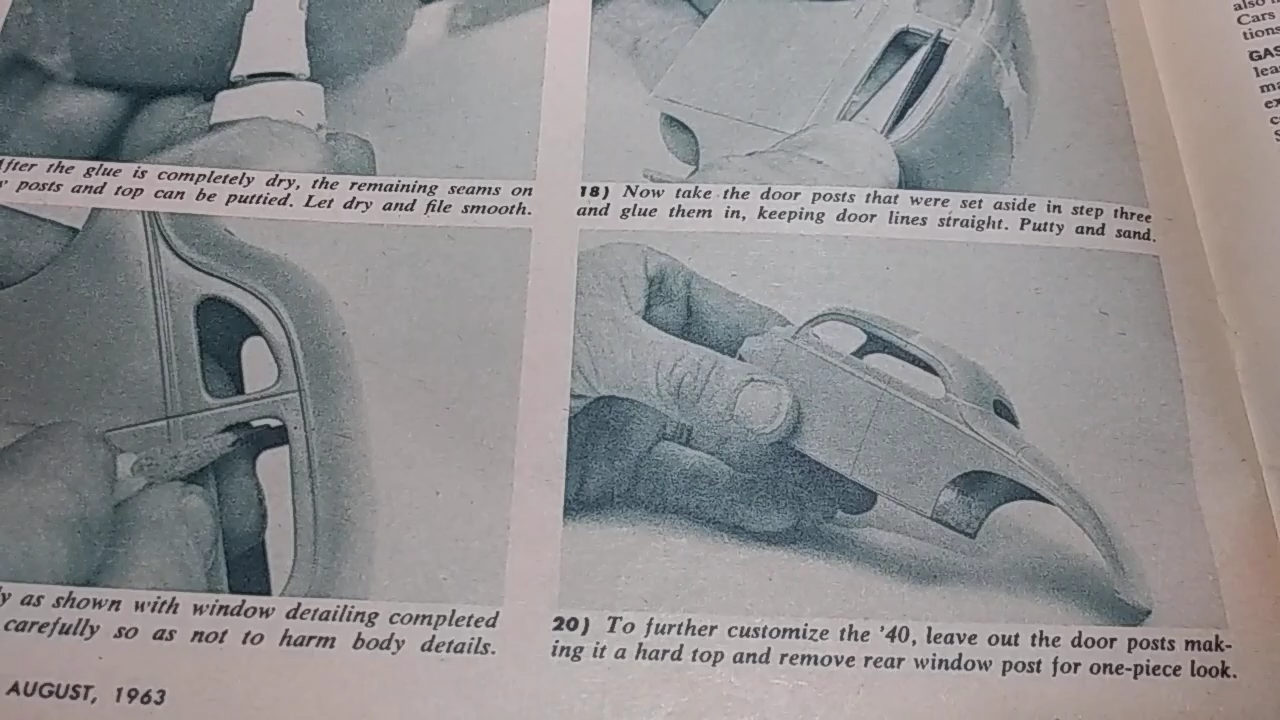 After the glue is completely dry, the remaining seams on
posts and top can be puttied. Let dry and file smooth.
18) Now take the door posts that were set aside in step three
and glue them in, keeping door lines straight. Putty and sand.
as shown with window detailing completed
carefully so as not to harm body details.
20) To further customize the '40, leave out the door posts mak-
ing it a hard top and remove rear window post for one-piece look.
AUGUST, 1963
also
Cars
tions
GAS
lea
ma
ex